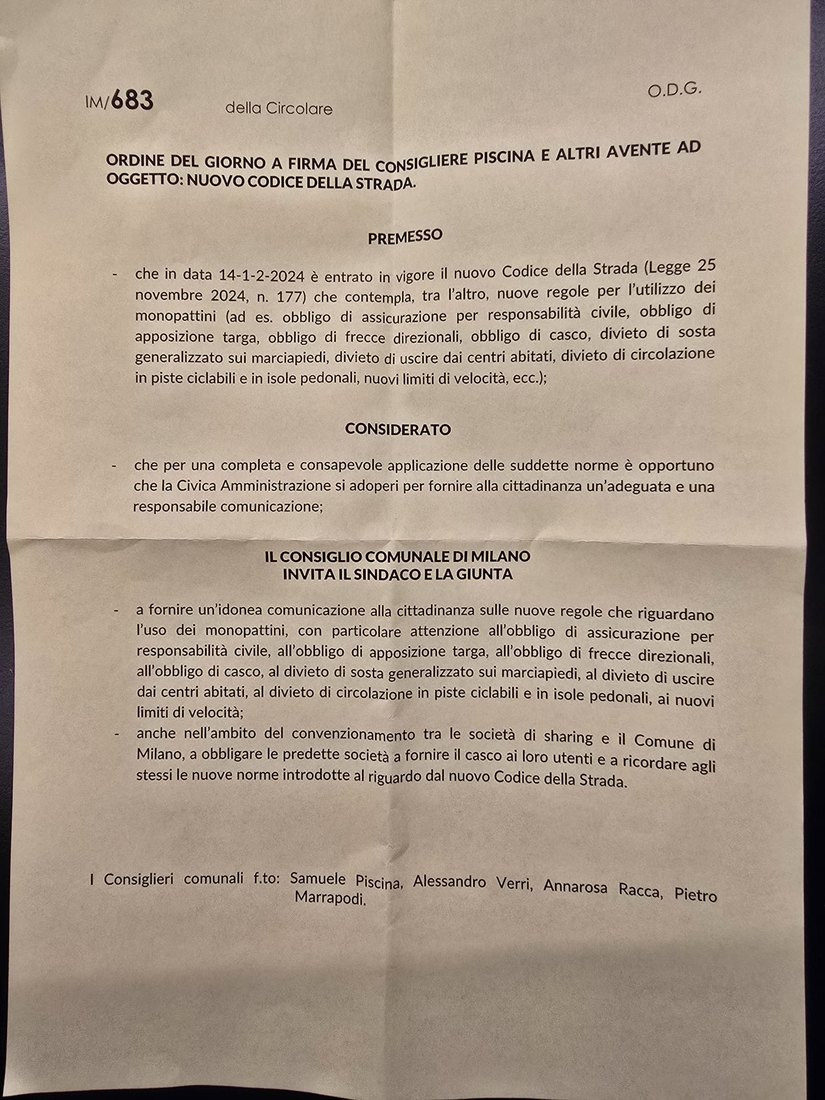 IM/683 della Circolare O.D.G.
ORDINE DEL GIORNO A FIRMA DEL CONSIGLIERE PISCINA E ALTRI AVENTE AD
OGGETTO: NUOVO CODICE DELLA STRADA.
PREMESSO
- che in data 14-1-2-2024 è entrato in vigore il nuovo Codice della Strada (Legge 25
novembre 2024, n. 177) che contempla, tra l'altro, nuove regole per l'utilizzo dei
monopattini (ad es. obbligo di assicurazione per responsabilità civile, obbligo di
apposizione targa, obbligo di frecce direzionali, obbligo di casco, divieto di sosta
generalizzato sui marciapiedi, divieto di uscire dai centri abitati, divieto di circolazione
in piste ciclabili e in isole pedonali, nuovi limiti di velocità, ecc.);
CONSIDERATO
- che per una completa e consapevole applicazione delle suddette norme è opportuno
che la Civica Amministrazione si adoperi per fornire alla cittadinanza un'adeguata e una
responsabile comunicazione;
IL CONSIGLIO COMUNALE DI MILANO
INVITA IL SINDACO E LA GIUNTA
- a fornire un'idonea comunicazione alla cittadinanza sulle nuove regole che riguardano
l'uso dei monopattini, con particolare attenzione all'obbligo di assicurazione per
responsabilità civile, all'obbligo di apposizione targa, all'obbligo di frecce direzionali,
all'obbligo di casco, al divieto di sosta generalizzato sui marciapiedi, al divieto di uscire
dai centri abitati, al divieto di circolazione in piste ciclabili e in isole pedonali, ai nuovi
limiti di velocità;
- anche nell'ambito del convenzionamento tra le società di sharing e il Comune di
Milano, a obbligare le predette società a fornire il casco ai loro utenti e a ricordare agli
stessi le nuove norme introdotte al riguardo dal nuovo Codice della Strada.
I Consiglieri comunali f.to: Samuele Piscina, Alessandro Verri, Annarosa Racca, Pietro
Marrapodi.